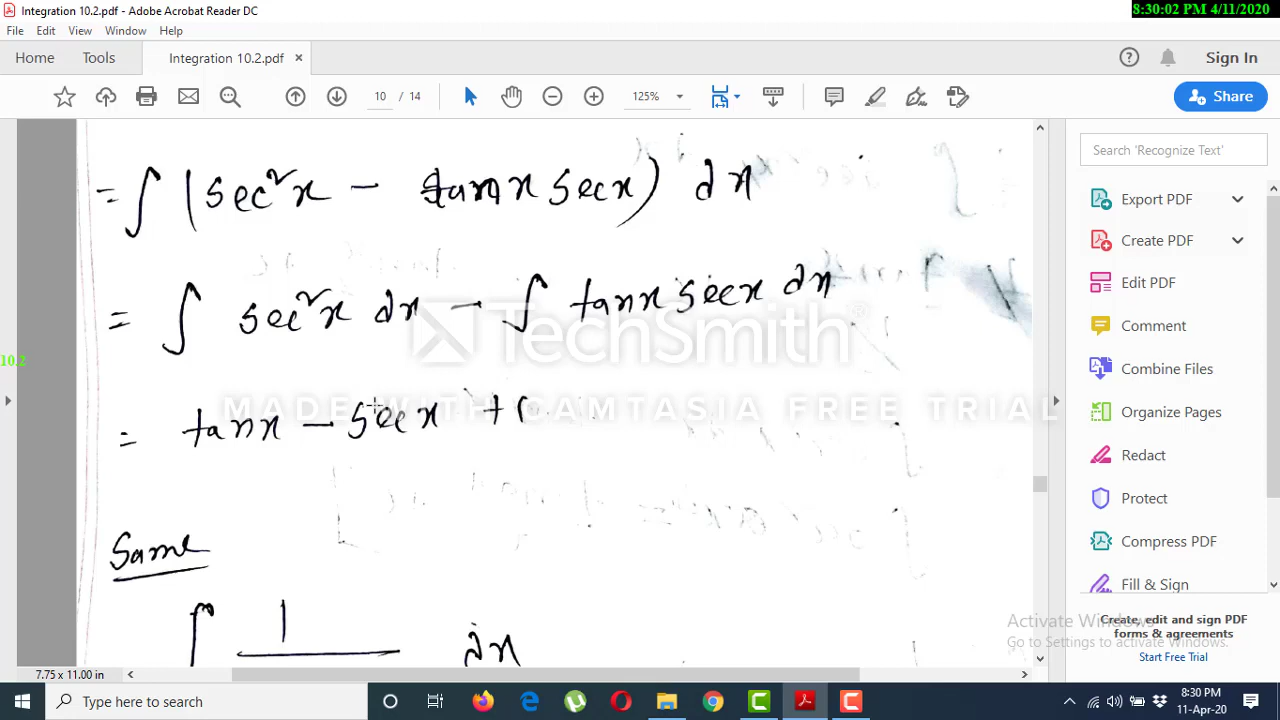 Integration 10.2.pdf - Adobe Acrobat Reader DC
8:30:02 PM 4/11/2020
File Edit View Window Help
Home Tools Integration 10.2.pdf ×
Sign In
10 / 14
125%
Share
= ∫ (sec²x - tanx secx) dx
= ∫ sec²x dx - ∫ tanx secx dx
= tanx - secx + C
Same
∫ 1 dx
10.2
TechSmith
MADE WITH CAMTASIA FREE TRIAL
Search 'Recognize Text'
Export PDF
Create PDF
Edit PDF
Comment
Combine Files
Organize Pages
Redact
Protect
Compress PDF
Fill & Sign
Activate Windows
Go to Settings to activate Windows.
Create, edit and sign PDF
forms & agreements
Start Free Trial
7.75 x 11.00 in
Type here to search
8:30 PM
11-Apr-20